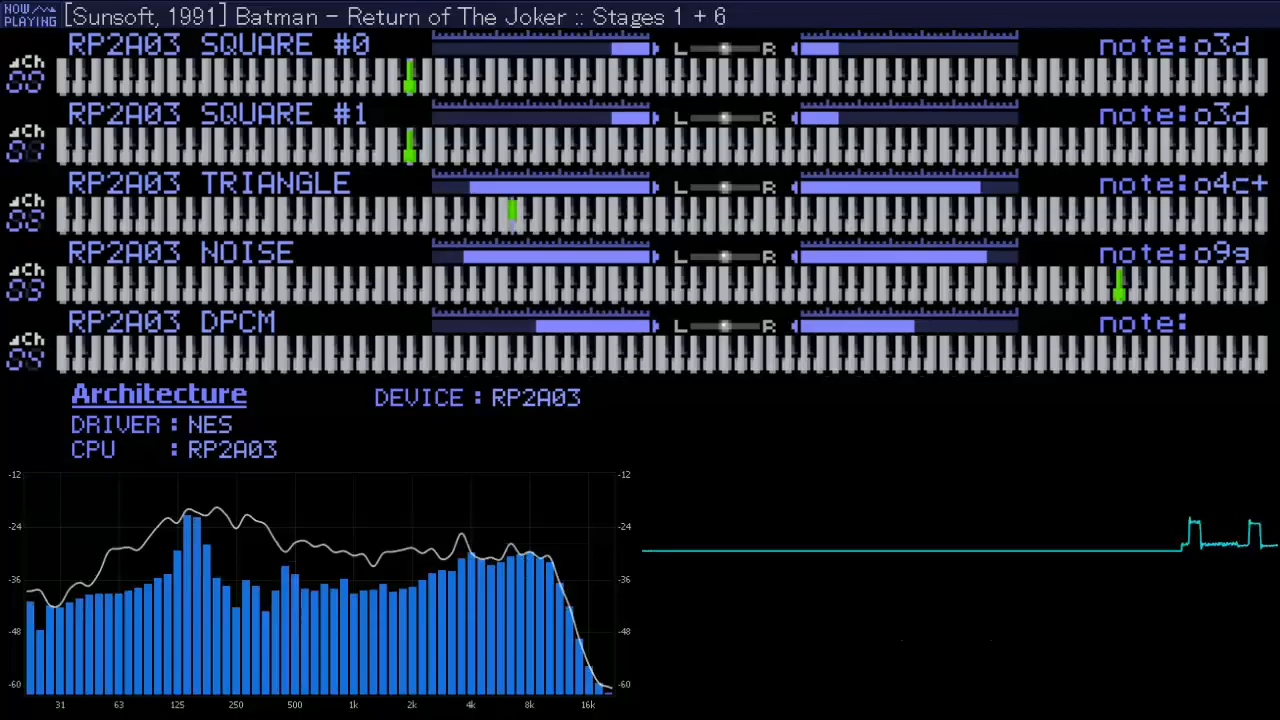 NOW PLAYING [Sunsoft, 1991] Batman - Return of The Joker :: Stages 1 + 6
RP2A03 SQUARE #0 L R note:o3d
Ch 00
RP2A03 SQUARE #1 L R note:o3d
Ch 01
RP2A03 TRIANGLE L R note:o4c+
Ch 02
RP2A03 NOISE L R note:o9g
Ch 03
RP2A03 DPCM L R note:
Ch 04
Architecture
DEVICE : RP2A03
DRIVER : NES
CPU : RP2A03
-12 -12
-24 -24
-36 -36
-48 -48
-60 -60
31 63 125 250 500 1k 2k 4k 8k 16k